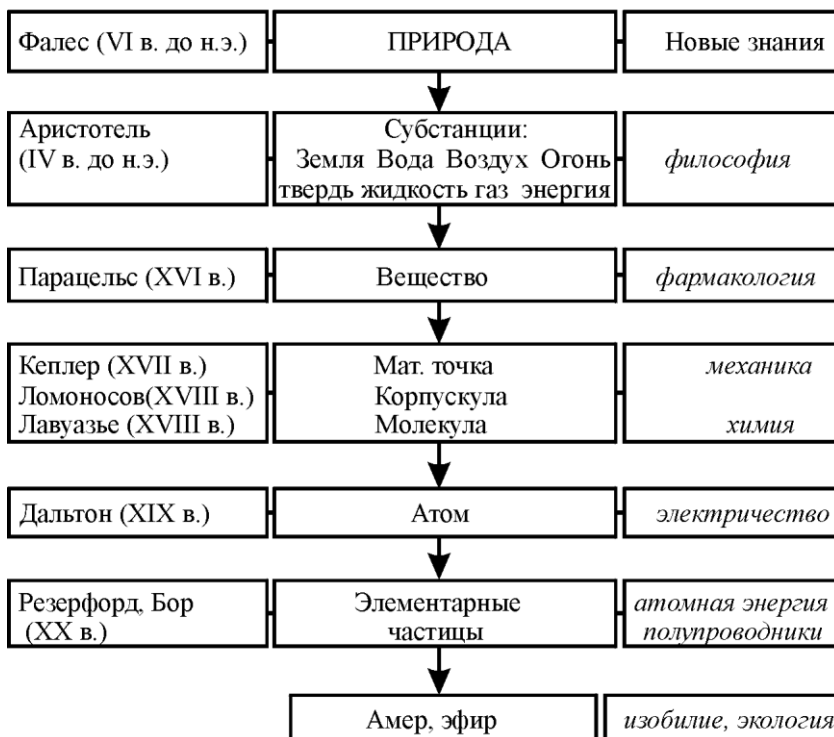 Фалес (VI в. до н.э.)
ПРИРОДА
Новые знания
Аристотель
(IV в. до н.э.)
Субстанции:
Земля Вода Воздух Огонь
твердь жидкость газ энергия
философия
Парацельс (XVI в.)
Вещество
фармакология
Кеплер (XVII в.)
Ломоносов(XVIII в.)
Лавуазье (XVIII в.)
Мат. точка
Корпускула
Молекула
механика
химия
Дальтон (XIX в.)
Атом
электричество
Резерфорд, Бор
(XX в.)
Элементарные
частицы
атомная энергия
полупроводники
Амер, эфир
изобилие, экология